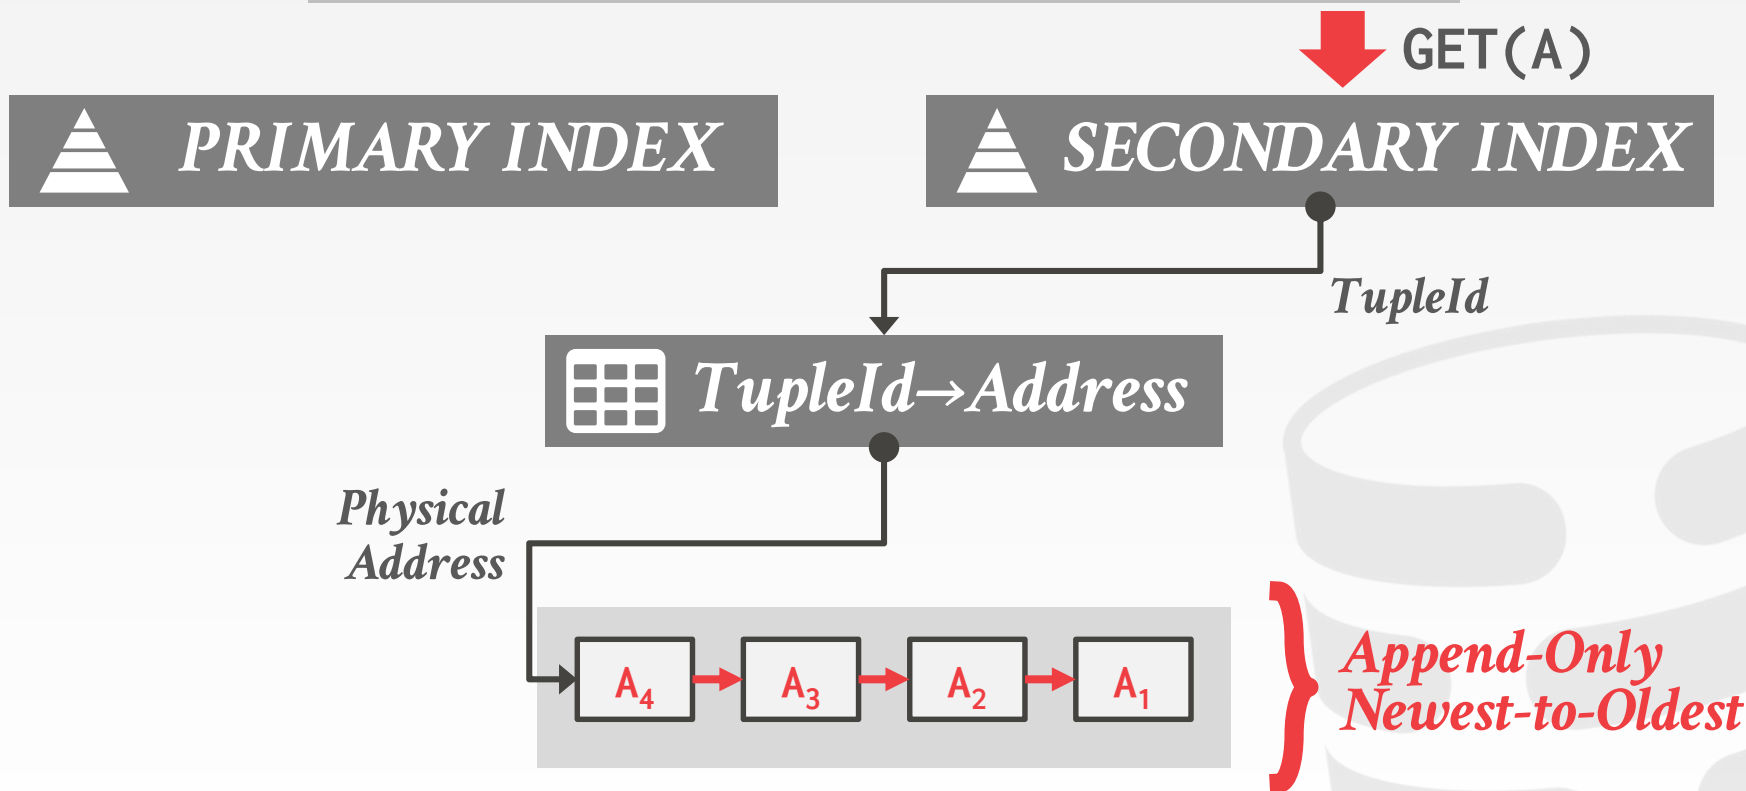 GET(A)
PRIMARY INDEX
SECONDARY INDEX
TupleId
TupleId→Address
Physical
Address
A₄
A₃
A₂
A₁
Append-Only
Newest-to-Oldest